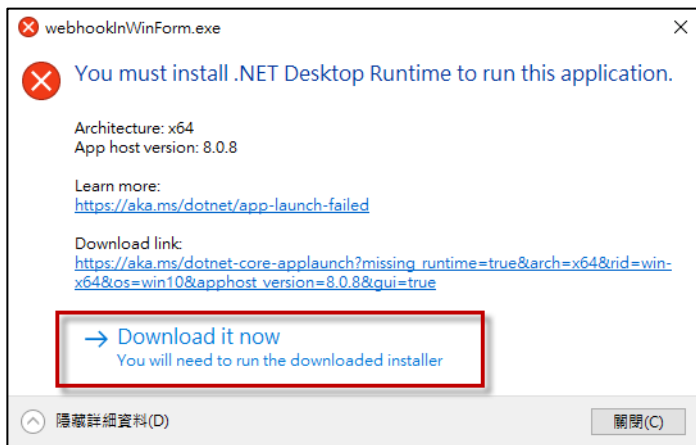 webhookInWinForm.exe
You must install .NET Desktop Runtime to run this application.
Architecture: x64
App host version: 8.0.8
Learn more:
https://aka.ms/dotnet/app-launch-failed
Download link:
https://aka.ms/dotnet-core-applaunch?missing_runtime=true&arch=x64&rid=win-
x64&os=win10&apphost_version=8.0.8&gui=true
→ Download it now
You will need to run the downloaded installer
隱藏詳細資料(D)
關閉(C)